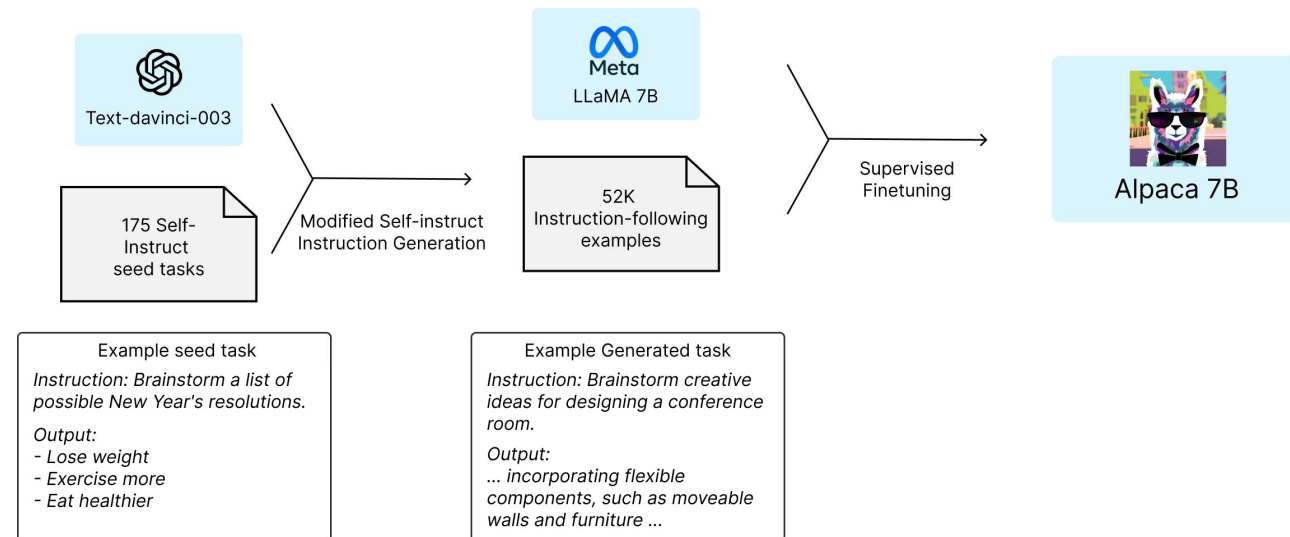 Text-davinci-003
175 Self-
Instruct
seed tasks
Modified Self-instruct
Instruction Generation
Meta
LLaMA 7B
52K
Instruction-following
examples
Supervised
Finetuning
Alpaca 7B
Example seed task
Instruction: Brainstorm a list of
possible New Year's resolutions.
Output:
- Lose weight
- Exercise more
- Eat healthier
Example Generated task
Instruction: Brainstorm creative
ideas for designing a conference
room.
Output:
... incorporating flexible
components, such as moveable
walls and furniture ...